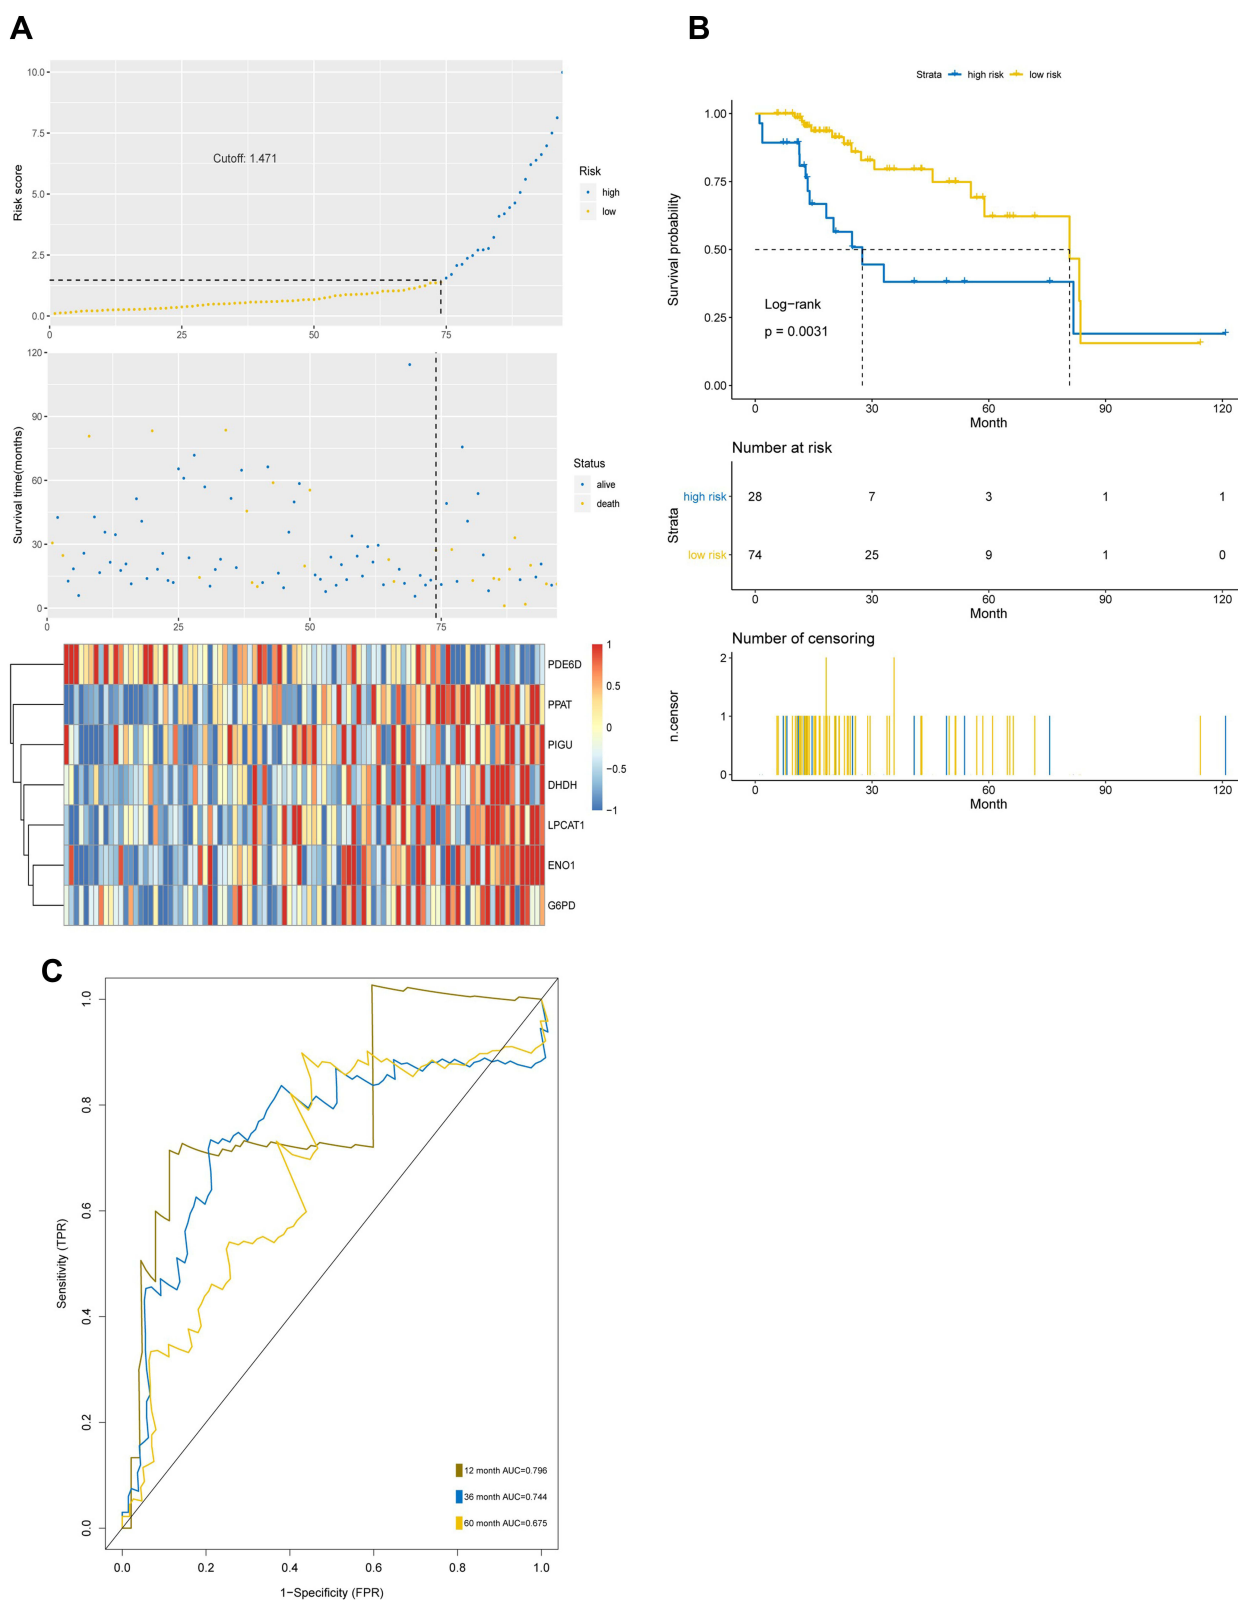 A
10.0
7.5
5.0
2.5
0.0
Risk score
Cutoff: 1.471
0
25
50
75
Risk
high
low
120
90
60
30
0
Survival time(months)
0
25
50
75
Status
alive
death
PDE6D
PPAT
PIGU
DHDH
LPCAT1
ENO1
G6PD
1
0.5
0
−0.5
−1
B
Strata high risk low risk
1.00
0.75
0.50
0.25
0.00
Survival probability
Log−rank
p = 0.0031
0 30 60 90 120
Month
Number at risk
Strata
high risk 28 7 3 1 1
low risk 74 25 9 1 0
0 30 60 90 120
Month
Number of censoring
2
1
0
n.censor
0 30 60 90 120
Month
C
1.0
0.8
0.6
0.4
0.2
0.0
Sensitivity (TPR)
12 month AUC=0.796
36 month AUC=0.744
60 month AUC=0.675
0.0 0.2 0.4 0.6 0.8 1.0
1−Specificity (FPR)